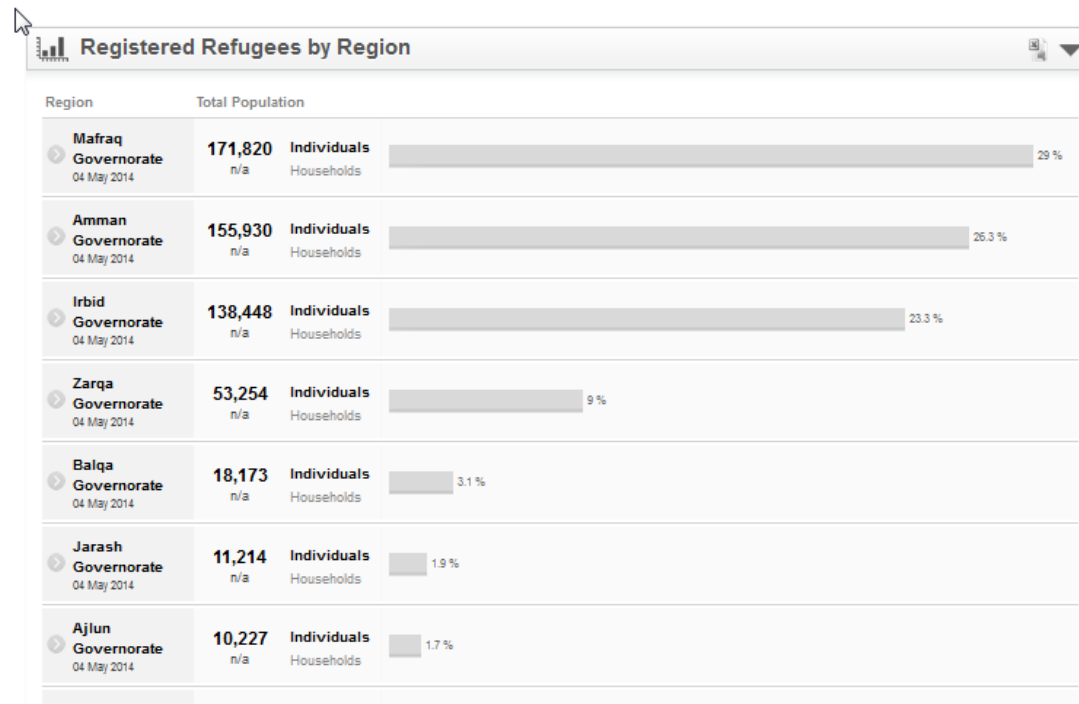 Registered Refugees by Region
Region Total Population
Mafraq
Governorate
04 May 2014
171,820 Individuals
n/a Households
29 %
Amman
Governorate
04 May 2014
155,930 Individuals
n/a Households
26.3 %
Irbid
Governorate
04 May 2014
138,448 Individuals
n/a Households
23.3 %
Zarqa
Governorate
04 May 2014
53,254 Individuals
n/a Households
9 %
Balqa
Governorate
04 May 2014
18,173 Individuals
n/a Households
3.1 %
Jarash
Governorate
04 May 2014
11,214 Individuals
n/a Households
1.9 %
Ajlun
Governorate
04 May 2014
10,227 Individuals
n/a Households
1.7 %